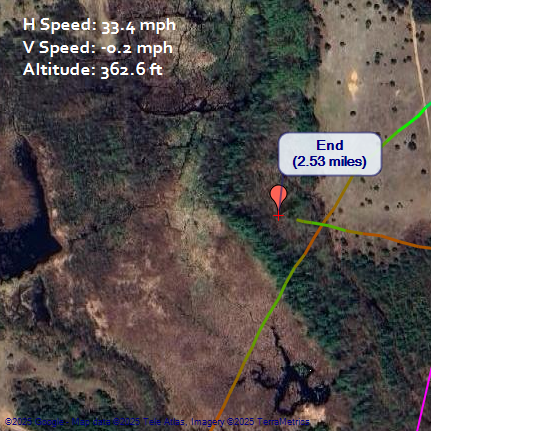 H Speed: 33.4 mph
V Speed: -0.2 mph
Altitude: 362.6 ft
End
(2.53 miles)
©2025 Google, Map data ©2025 Tele Atlas, Imagery ©2025 TerraMetrics